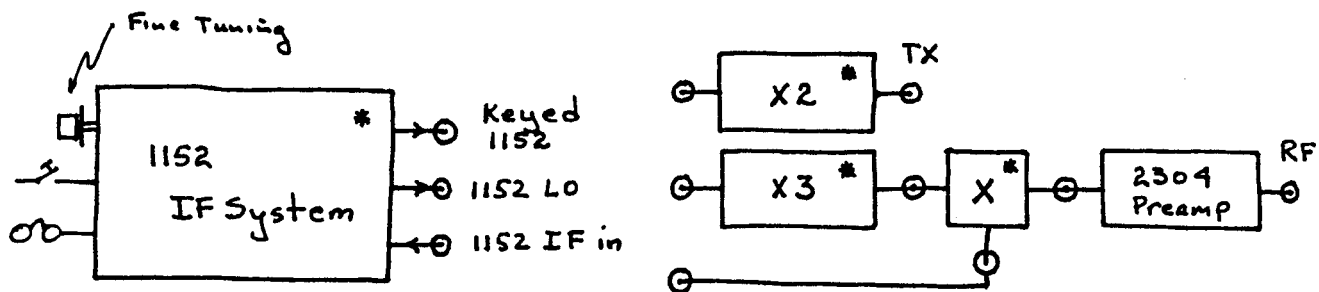 Fine Tuning
1152
IF System
*
Keyed
1152
1152 LO
1152 IF in
X2 *
TX
X3 *
X *
2304
Preamp
RF